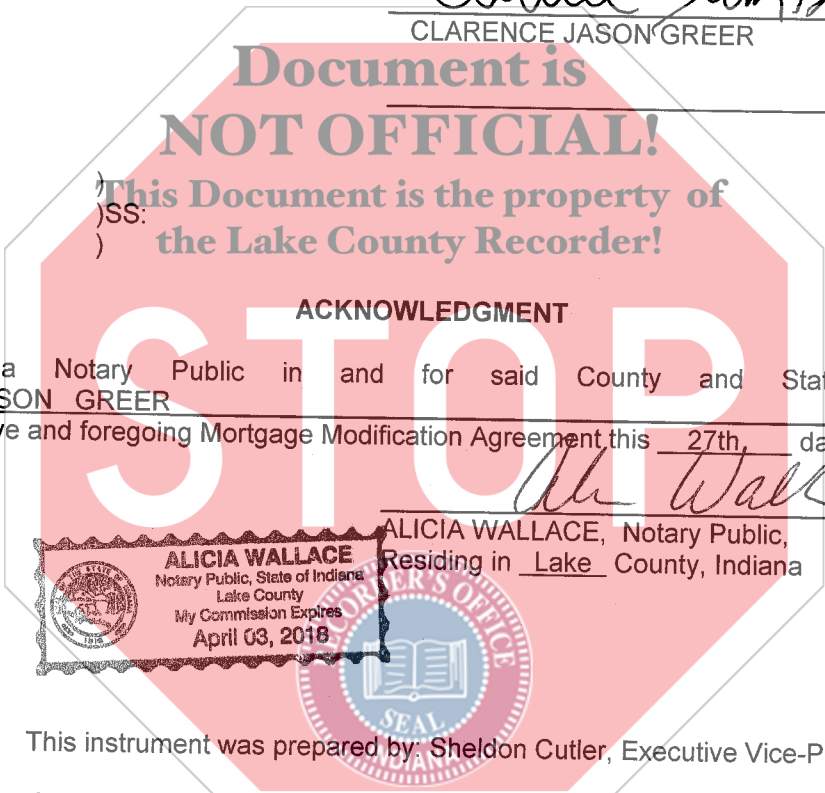 CLARENCE JASON GREER
Document is
NOT OFFICIAL!
)
This Document is the property of
)SS:
the Lake County Recorder!
)
ACKNOWLEDGMENT
STOP
a Notary Public in and for said County and Stat
SON GREER
ve and foregoing Mortgage Modification Agreement this 27th, da
ALICIA WALLACE, Notary Public,
Residing in Lake County, Indiana
ALICIA WALLACE
Notary Public, State of Indiana
Lake County
My Commission Expires
April 03, 2018
RECORDER'S OFFICE
SEAL
INDIANA
This instrument was prepared by: Sheldon Cutler, Executive Vice-P